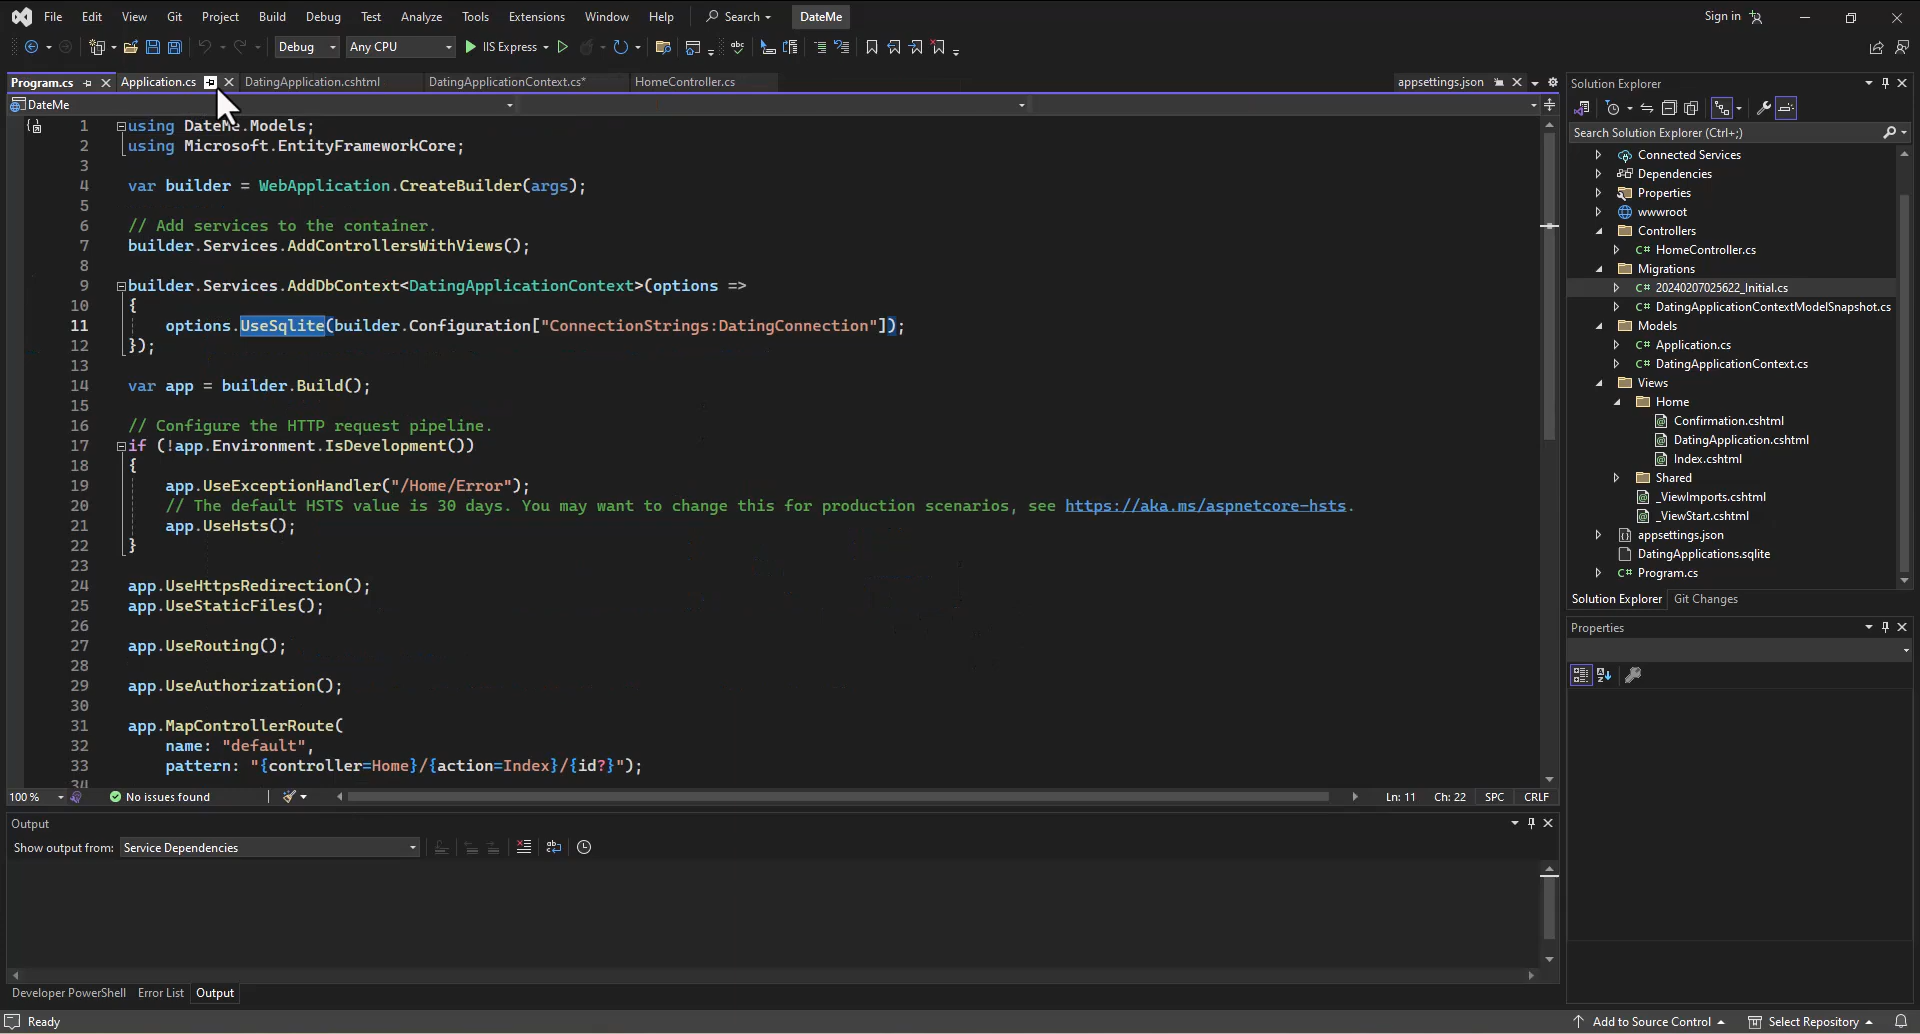 File Edit View Git Project Build Debug Test Analyze Tools Extensions Window Help Search DateMe Sign in
Debug Any CPU IIS Express
Program.cs Application.cs DatingApplication.cshtml DatingApplicationContext.cs* HomeController.cs appsettings.json
DateMe
1 using DateMe.Models;
2 using Microsoft.EntityFrameworkCore;
3
4 var builder = WebApplication.CreateBuilder(args);
5
6 // Add services to the container.
7 builder.Services.AddControllersWithViews();
8
9 builder.Services.AddDbContext<DatingApplicationContext>(options =>
10 {
11 options.UseSqlite(builder.Configuration["ConnectionStrings:DatingConnection"]);
12 });
13
14 var app = builder.Build();
15
16 // Configure the HTTP request pipeline.
17 if (!app.Environment.IsDevelopment())
18 {
19 app.UseExceptionHandler("/Home/Error");
20 // The default HSTS value is 30 days. You may want to change this for production scenarios, see https://aka.ms/aspnetcore-hsts.
21 app.UseHsts();
22 }
23
24 app.UseHttpsRedirection();
25 app.UseStaticFiles();
26
27 app.UseRouting();
28
29 app.UseAuthorization();
30
31 app.MapControllerRoute(
32 name: "default",
33 pattern: "{controller=Home}/{action=Index}/{id?}");
34
100 % No issues found Ln: 11 Ch: 22 SPC CRLF
Output
Show output from: Service Dependencies
Developer PowerShell Error List Output
Ready
Solution Explorer
Search Solution Explorer (Ctrl+;)
Connected Services
Dependencies
Properties
wwwroot
Controllers
C# HomeController.cs
Migrations
C# 20240207025622_Initial.cs
C# DatingApplicationContextModelSnapshot.cs
Models
C# Application.cs
C# DatingApplicationContext.cs
Views
Home
Confirmation.cshtml
DatingApplication.cshtml
Index.cshtml
Shared
_ViewImports.cshtml
_ViewStart.cshtml
appsettings.json
DatingApplications.sqlite
C# Program.cs
Solution Explorer Git Changes
Properties
Add to Source Control Select Repository